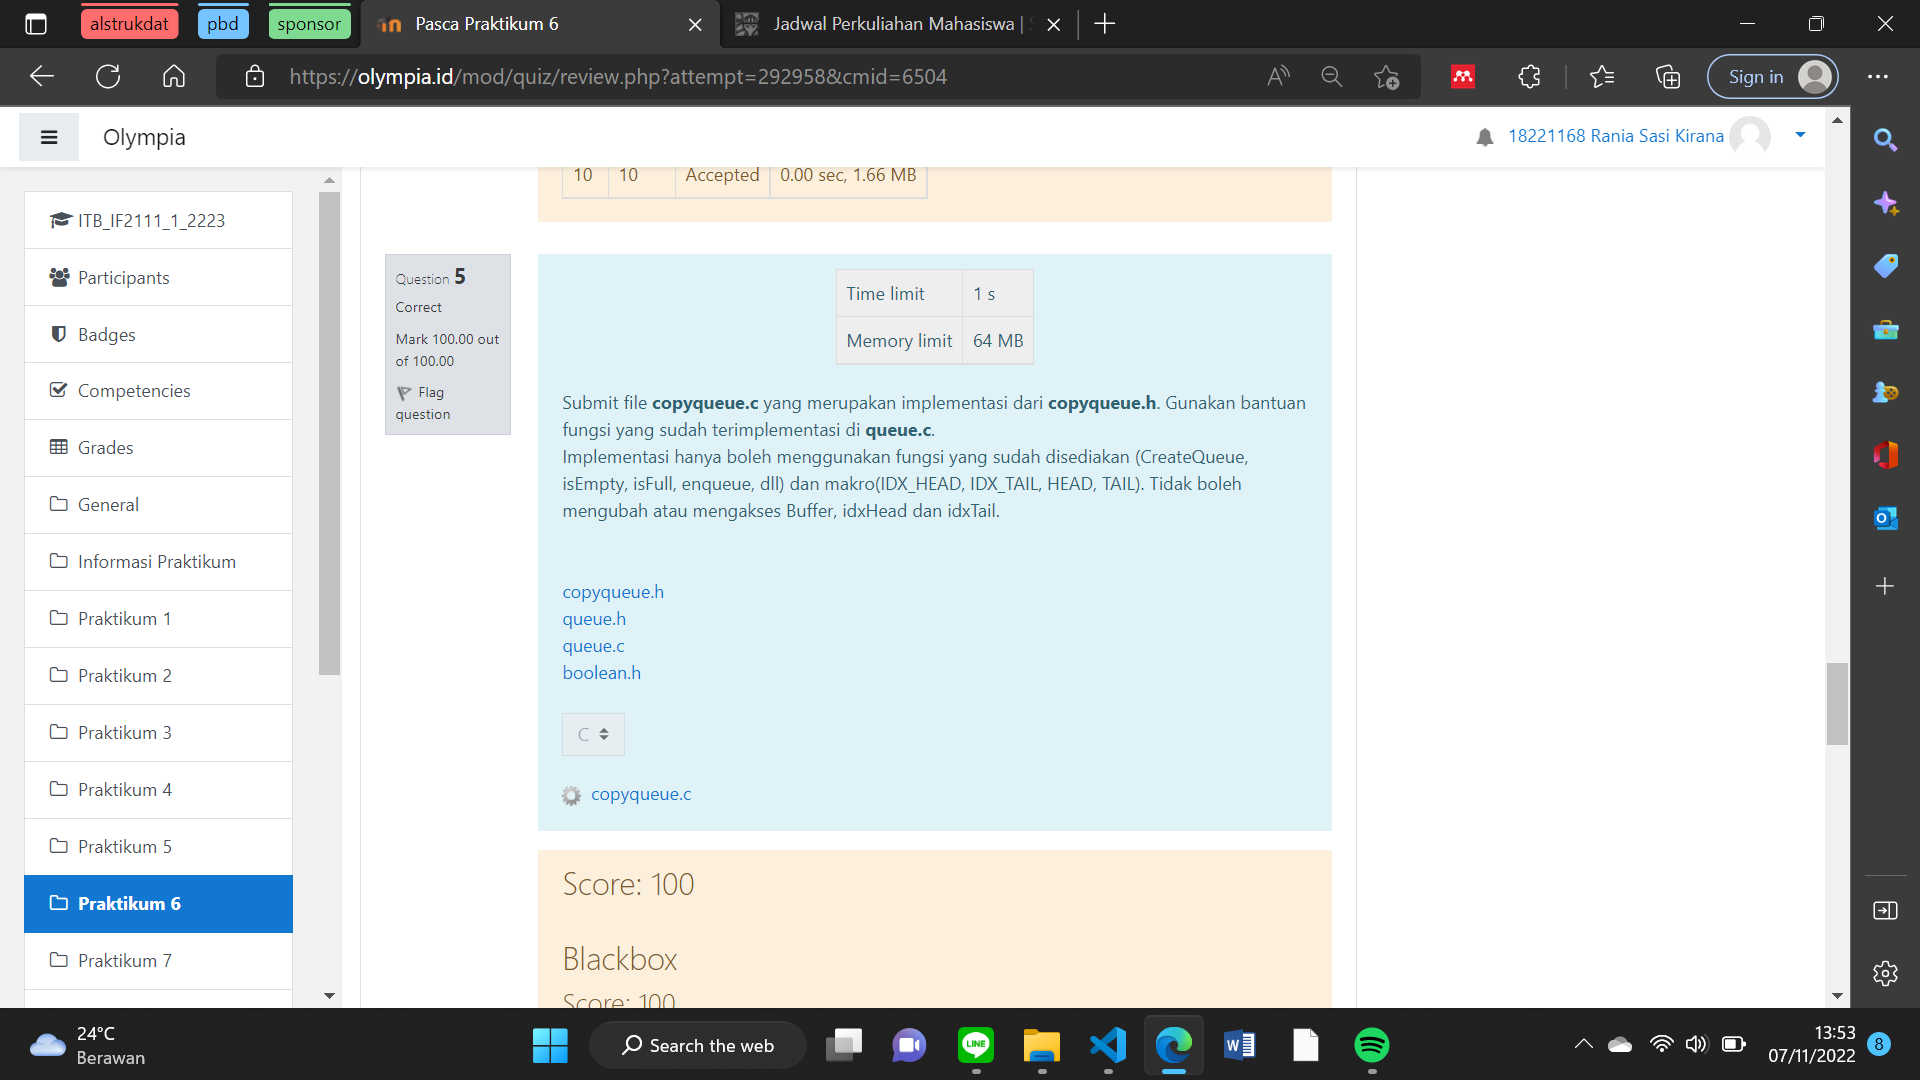 alstrukdat
pbd
sponsor
Pasca Praktikum 6
Jadwal Perkuliahan Mahasiswa |
https://olympia.id/mod/quiz/review.php?attempt=292958&cmid=6504
Sign in
Olympia
18221168 Rania Sasi Kirana
ITB_IF2111_1_2223
Participants
Badges
Competencies
Grades
General
Informasi Praktikum
Praktikum 1
Praktikum 2
Praktikum 3
Praktikum 4
Praktikum 5
Praktikum 6
Praktikum 7
10 10 Accepted 0.00 sec, 1.66 MB
Question 5
Correct
Mark 100.00 out
of 100.00
Flag
question
Time limit 1 s
Memory limit 64 MB
Submit file copyqueue.c yang merupakan implementasi dari copyqueue.h. Gunakan bantuan
fungsi yang sudah terimplementasi di queue.c.
Implementasi hanya boleh menggunakan fungsi yang sudah disediakan (CreateQueue,
isEmpty, isFull, enqueue, dll) dan makro(IDX_HEAD, IDX_TAIL, HEAD, TAIL). Tidak boleh
mengubah atau mengakses Buffer, idxHead dan idxTail.
copyqueue.h
queue.h
queue.c
boolean.h
C
copyqueue.c
Score: 100
Blackbox
Score: 100
24°C
Berawan
Search the web
LINE
13:53
07/11/2022
8